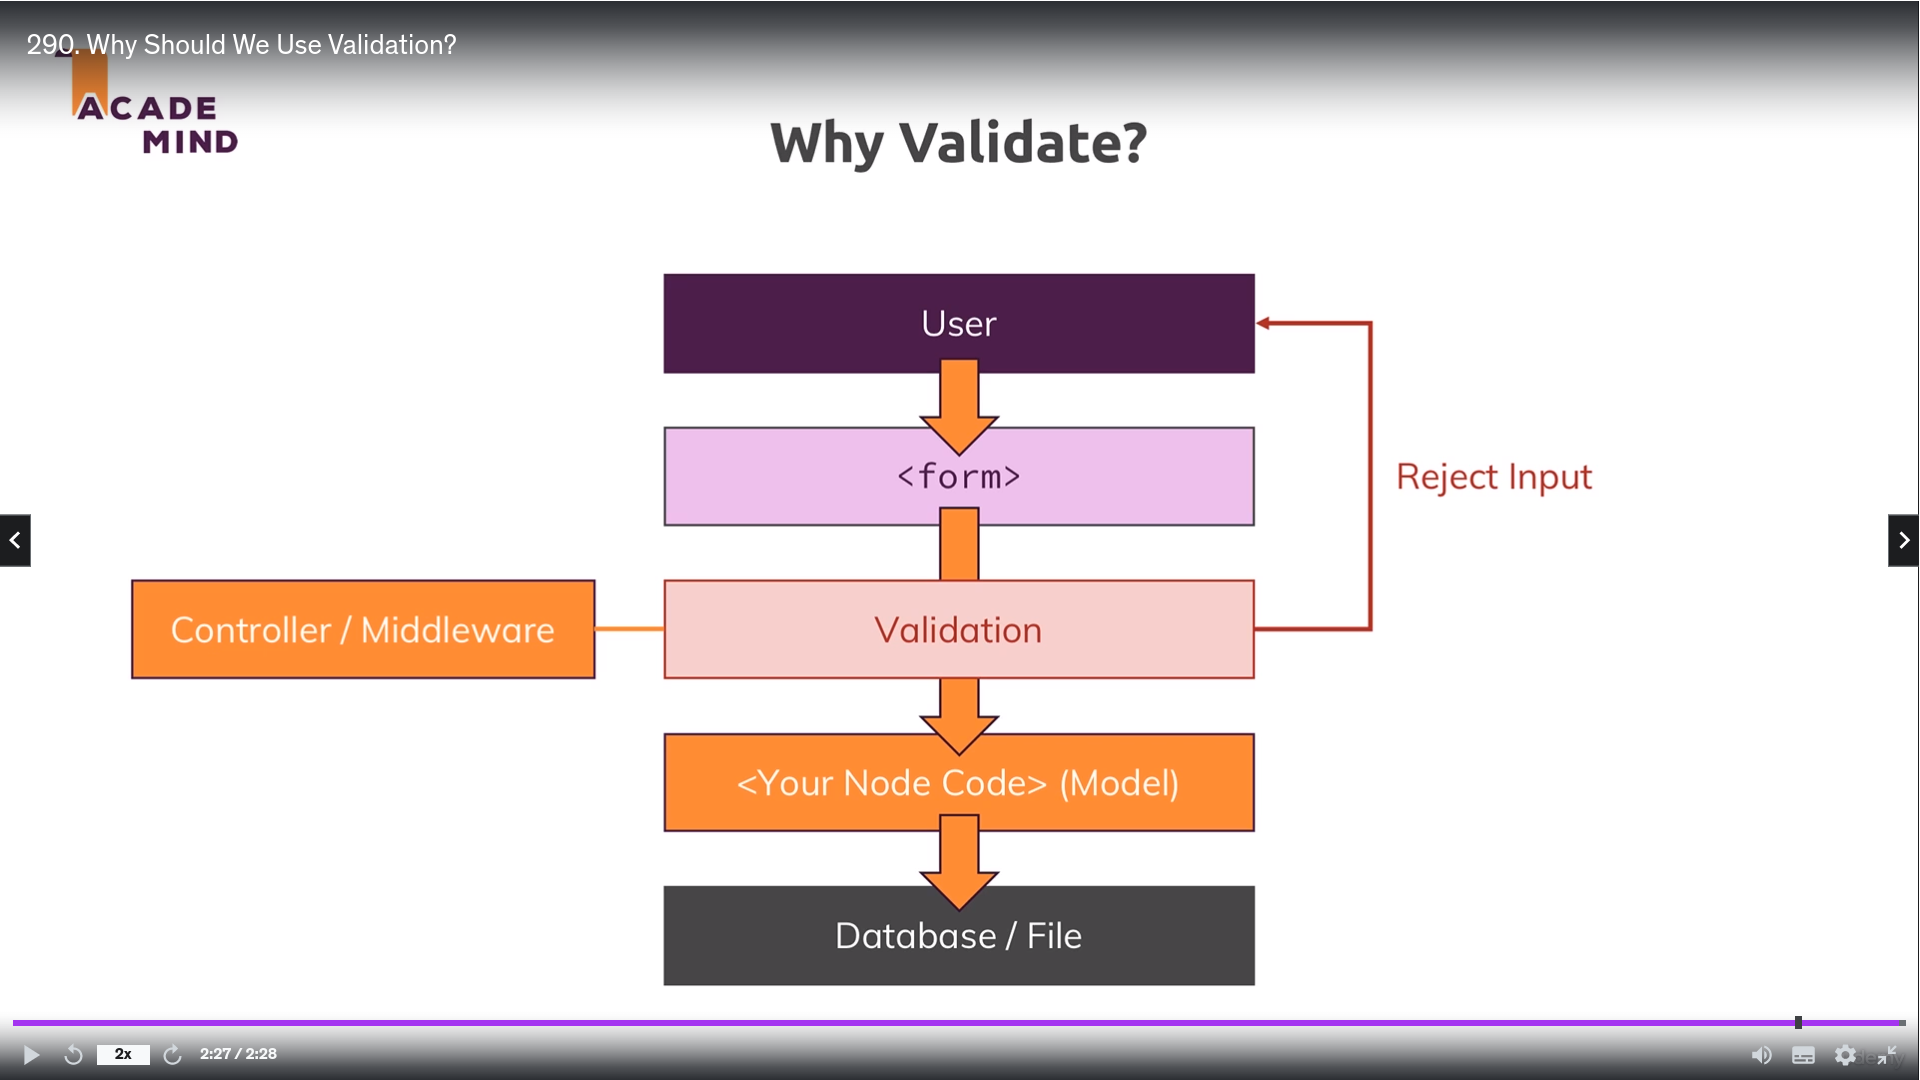 290. Why Should We Use Validation?
ACADE
MIND
Why Validate?
User
<form>
Reject Input
Controller / Middleware
Validation
<Your Node Code> (Model)
Database / File
2x
2:27 / 2:28